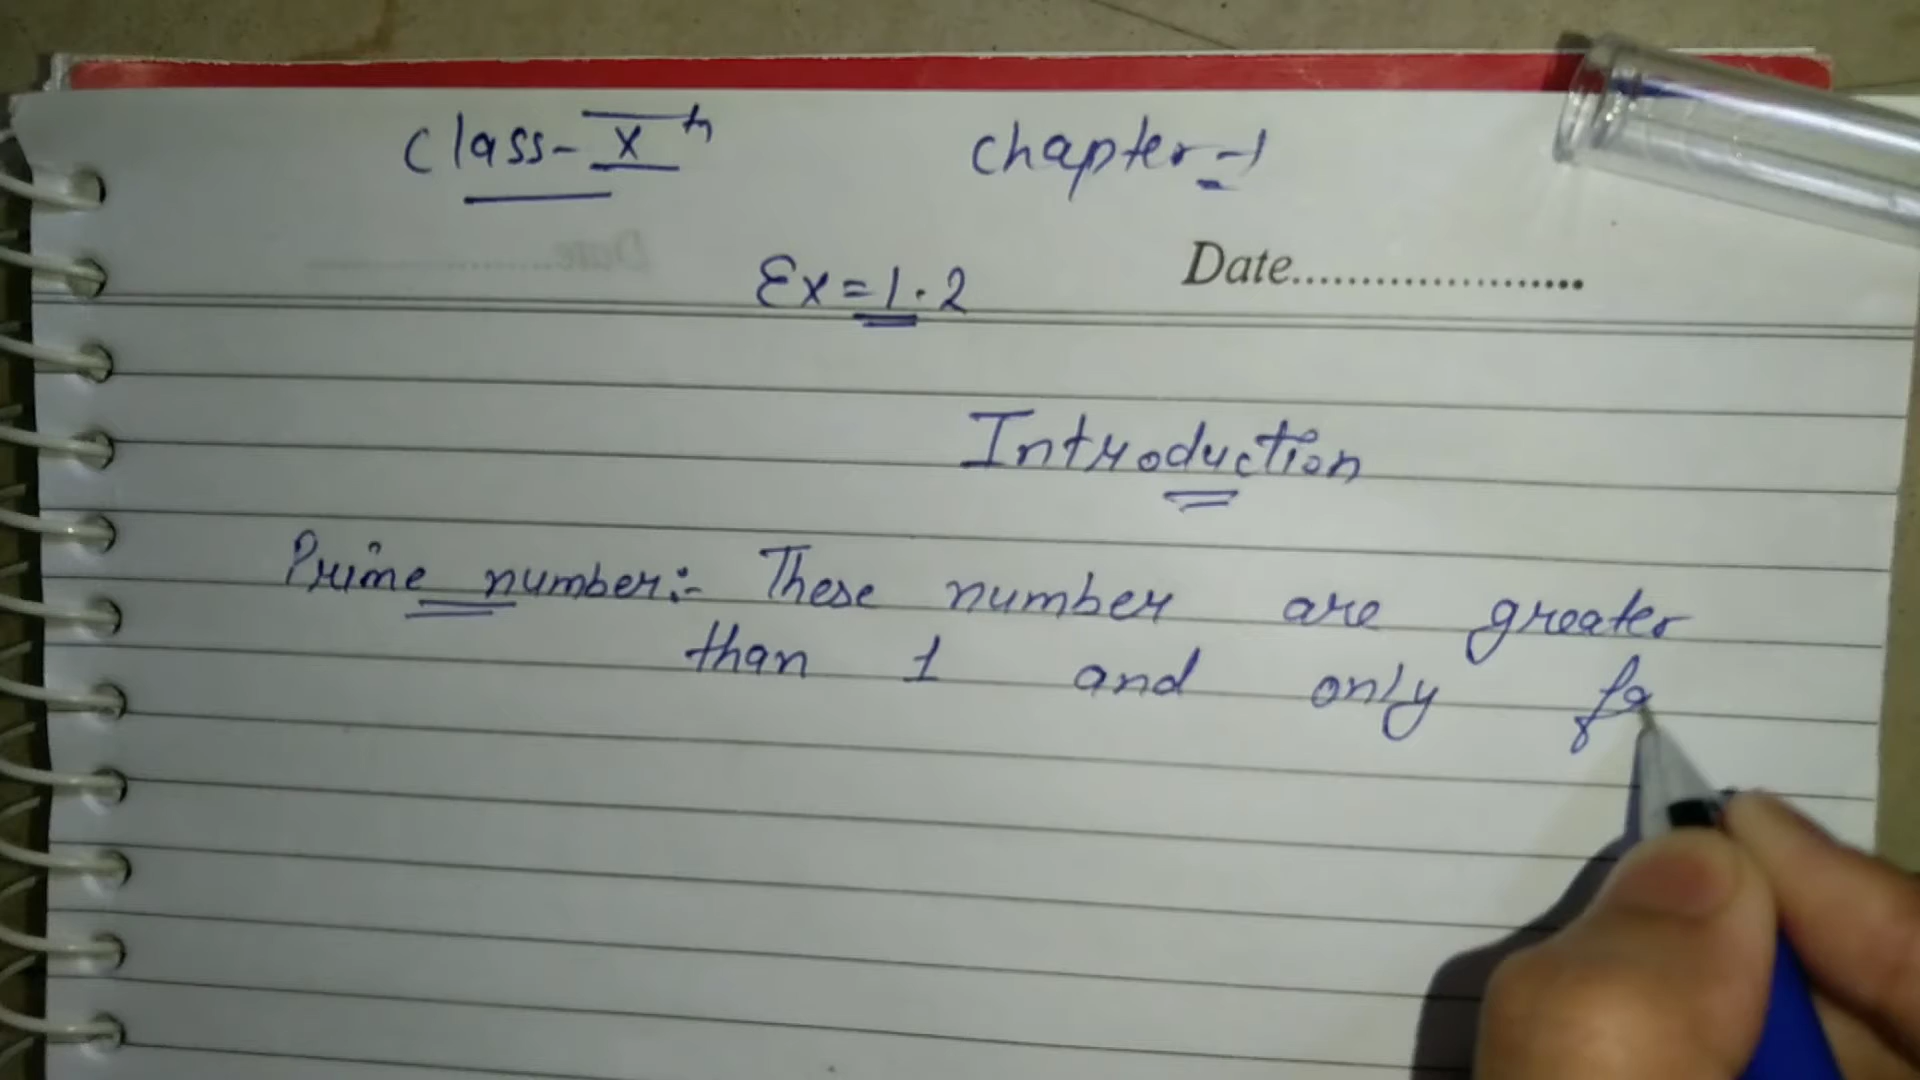 Class-Xth Chapter-1
Date.....................
Ex=1.2
Introduction
Prime number:- These number are greater
than 1 and only fa